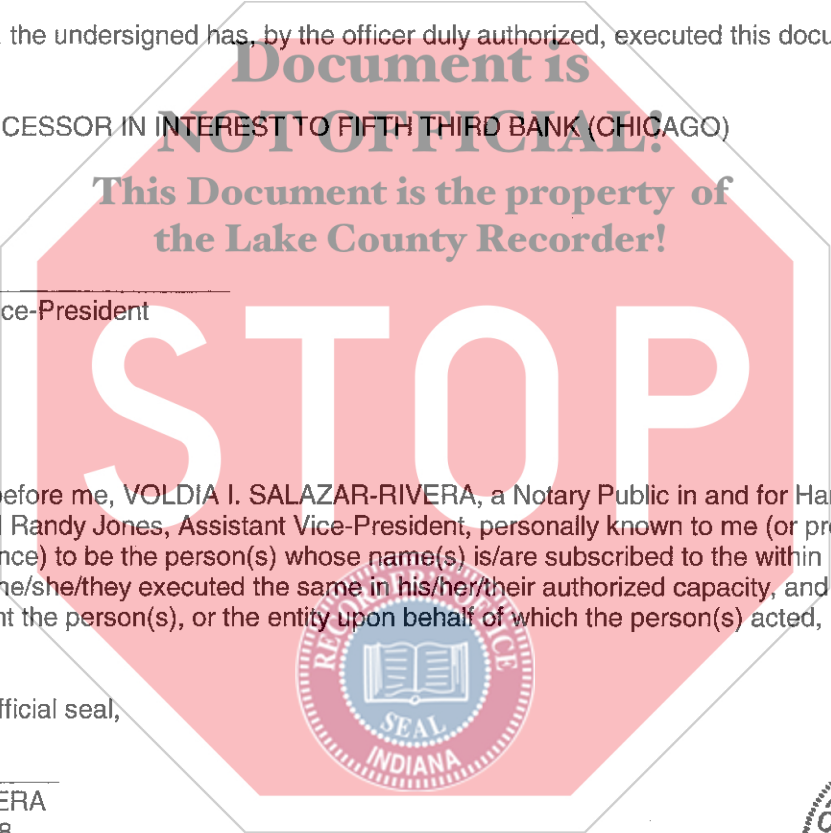 the undersigned has, by the officer duly authorized, executed this docu
Document is
CESSOR IN INTEREST TO FIFTH THIRD BANK (CHICAGO)
NOT OFFICIAL!
This Document is the property of
the Lake County Recorder!
ce-President
STOP
before me, VOLDIA I. SALAZAR-RIVERA, a Notary Public in and for Har
Randy Jones, Assistant Vice-President, personally known to me (or pr
nce) to be the person(s) whose name(s) is/are subscribed to the within
he/she/they executed the same in his/her/their authorized capacity, and
nt the person(s), or the entity upon behalf of which the person(s) acted,
RECORDER'S OFFICE
SEAL
INDIANA
fficial seal,
ERA